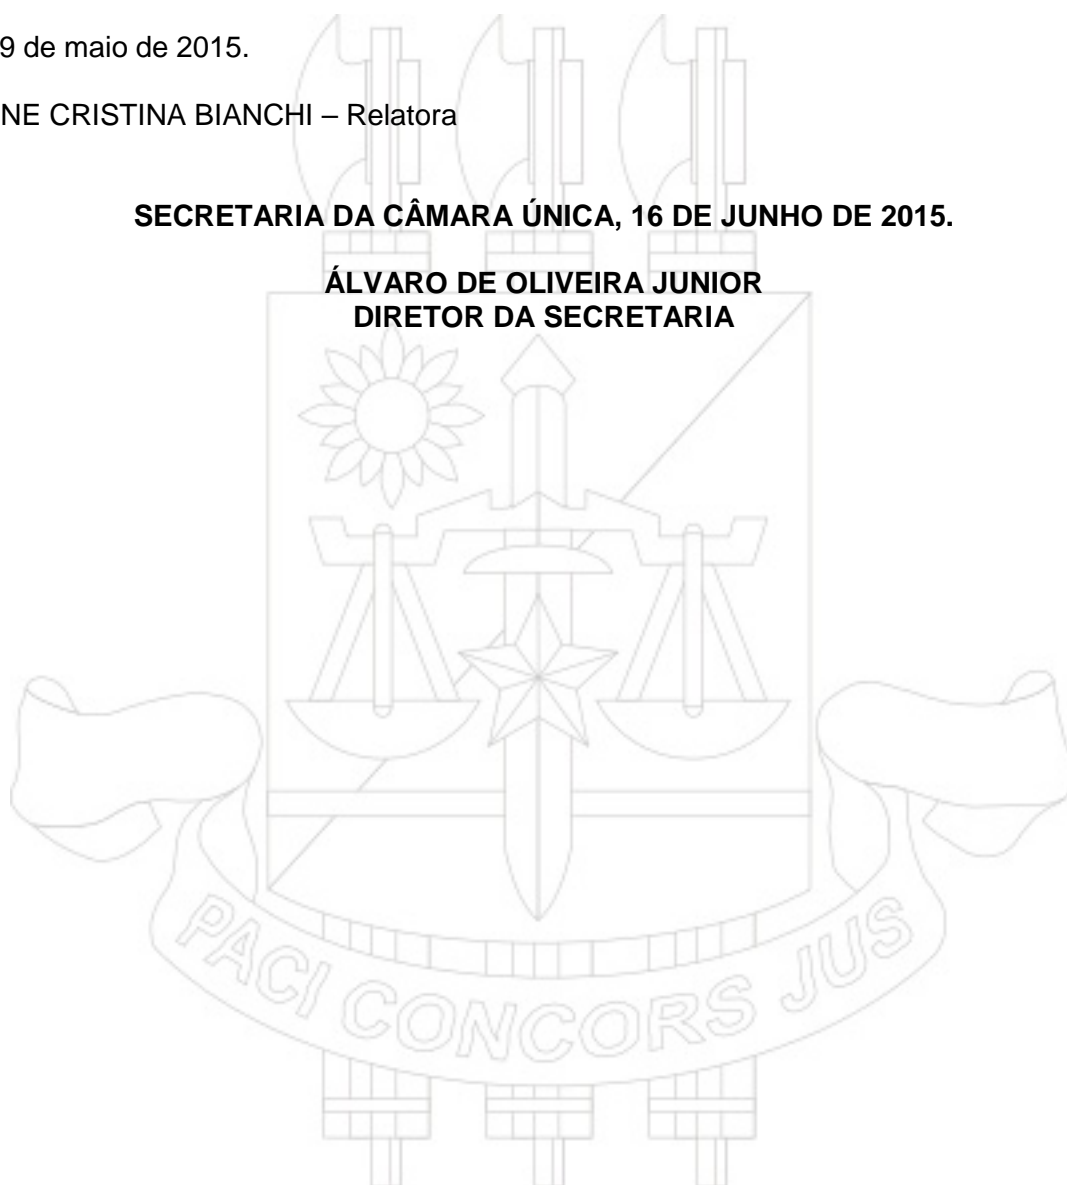 9 de maio de 2015.
NE CRISTINA BIANCHI – Relatora
SECRETARIA DA CÂMARA ÚNICA, 16 DE JUNHO DE 2015.
ÁLVARO DE OLIVEIRA JUNIOR
DIRETOR DA SECRETARIA
PACI CONCORS JUS